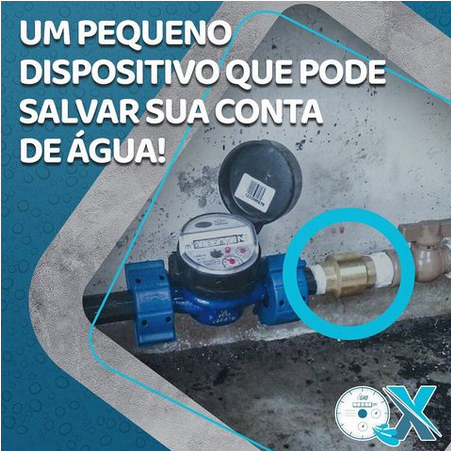 UM PEQUENO
DISPOSITIVO QUE PODE
SALVAR SUA CONTA
DE ÁGUA!
X